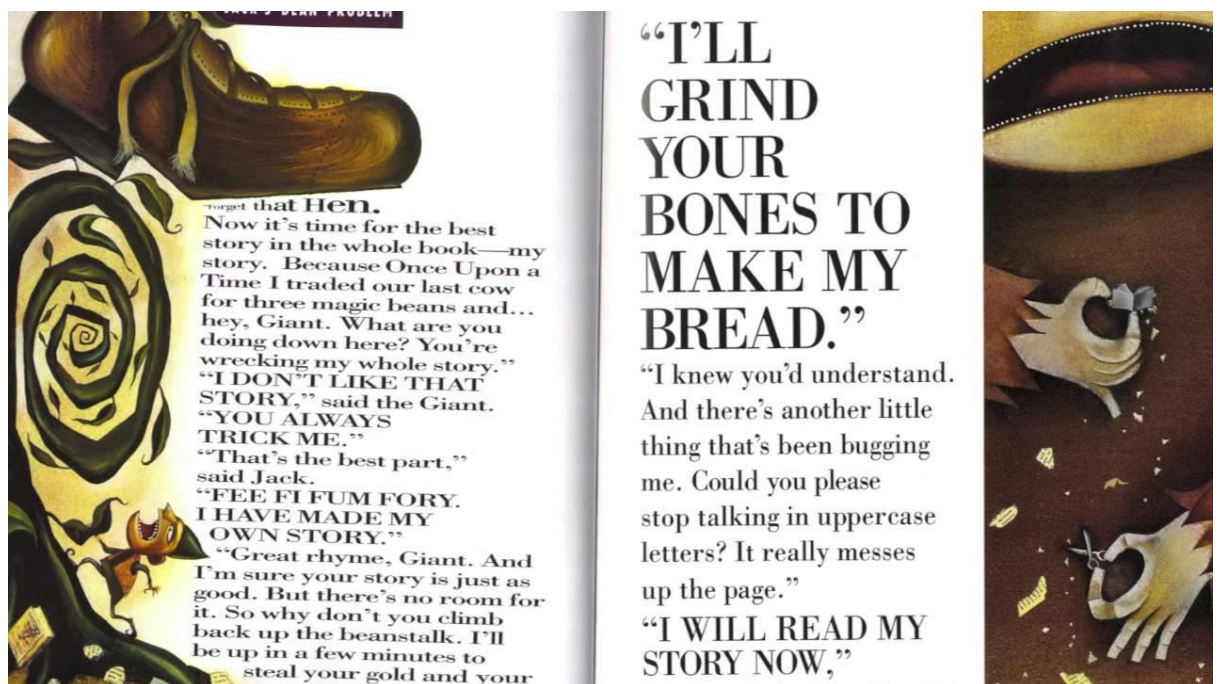 JACK'S BEAN PROBLEM
"Forget that Hen.
Now it's time for the best
story in the whole book—my
story. Because Once Upon a
Time I traded our last cow
for three magic beans and...
hey, Giant. What are you
doing down here? You're
wrecking my whole story."
"I DON'T LIKE THAT
STORY," said the Giant.
"YOU ALWAYS
TRICK ME."
"That's the best part,"
said Jack.
"FEE FI FUM FORY.
I HAVE MADE MY
OWN STORY."
"Great rhyme, Giant. And
I'm sure your story is just as
good. But there's no room for
it. So why don't you climb
back up the beanstalk. I'll
be up in a few minutes to
steal your gold and your
"I'LL
GRIND
YOUR
BONES TO
MAKE MY
BREAD."
"I knew you'd understand.
And there's another little
thing that's been bugging
me. Could you please
stop talking in uppercase
letters? It really messes
up the page."
"I WILL READ MY
STORY NOW,"